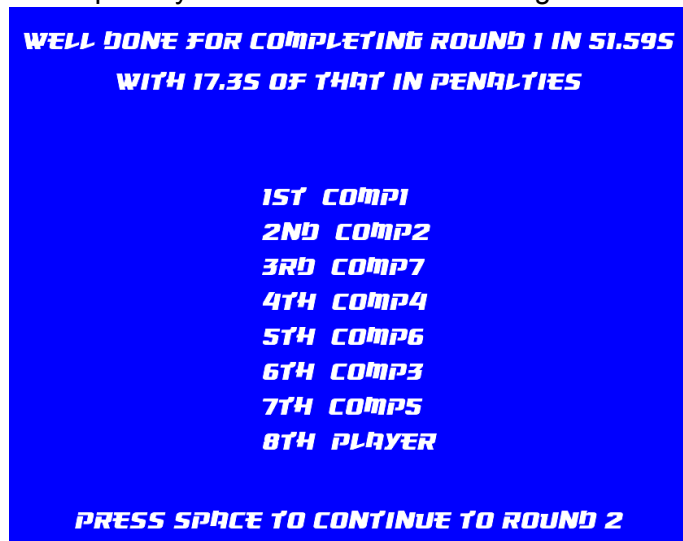 WELL DONE FOR COMPLETING ROUND 1 IN 51.59S
WITH 17.3S OF THAT IN PENALTIES
1ST COMP1
2ND COMP2
3RD COMP7
4TH COMP4
5TH COMP6
6TH COMP3
7TH COMP5
8TH PLAYER
PRESS SPACE TO CONTINUE TO ROUND 2